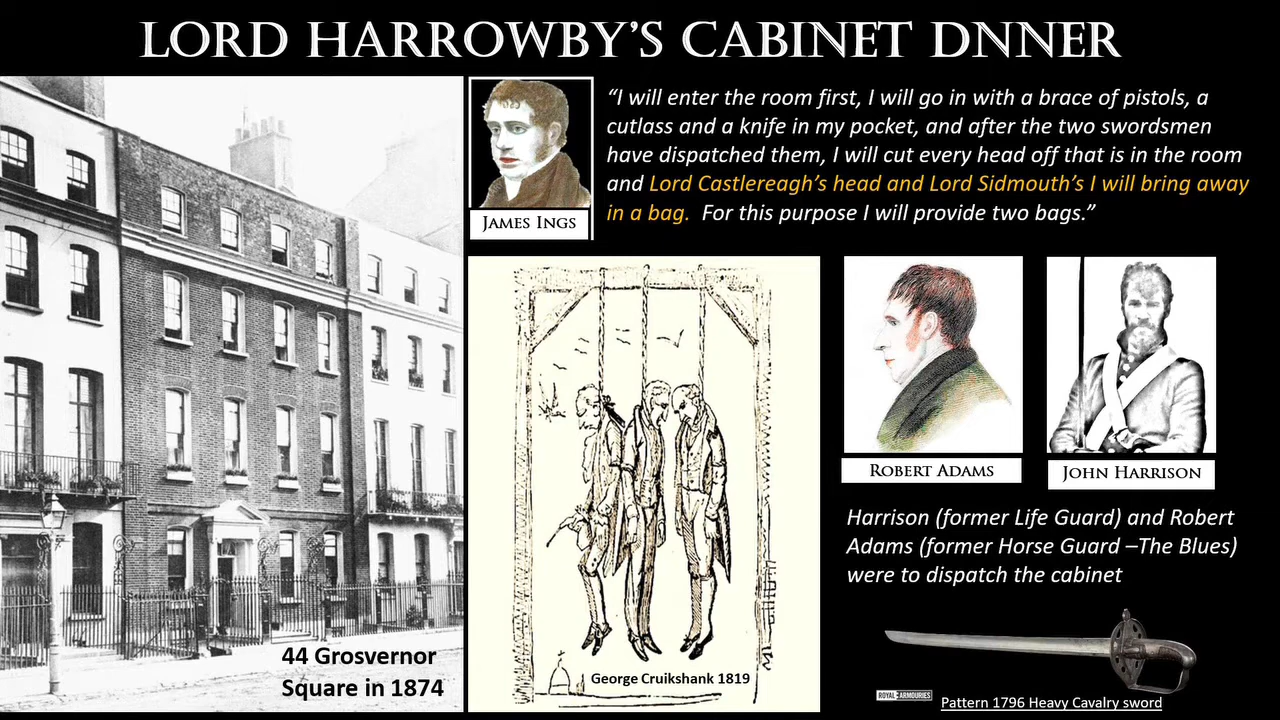 LORD HARROWBY'S CABINET DNNER
“I will enter the room first, I will go in with a brace of pistols, a
cutlass and a knife in my pocket, and after the two swordsmen
have dispatched them, I will cut every head off that is in the room
and Lord Castlereagh’s head and Lord Sidmouth’s I will bring away
in a bag. For this purpose I will provide two bags.”
JAMES INGS
ROBERT ADAMS
JOHN HARRISON
Harrison (former Life Guard) and Robert
Adams (former Horse Guard –The Blues)
were to dispatch the cabinet
44 Grosvernor
Square in 1874
George Cruikshank 1819
ROYAL ARMOURIES
Pattern 1796 Heavy Cavalry sword